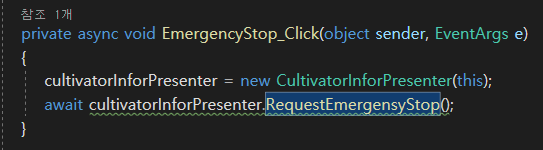 참조 1개
private async void EmergencyStop_Click(object sender, EventArgs e)
{
cultivatorInforPresenter = new CultivatorInforPresenter(this);
await cultivatorInforPresenter.RequestEmergensyStop();
}